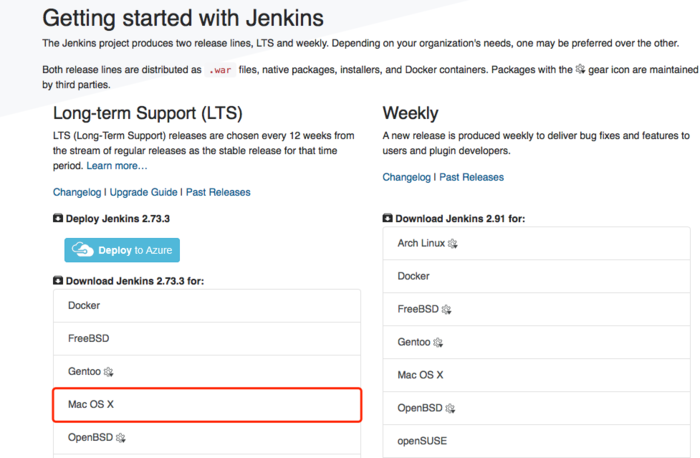 Getting started with Jenkins
The Jenkins project produces two release lines, LTS and weekly. Depending on your organization's needs, one may be preferred over the other.
Both release lines are distributed as .war files, native packages, installers, and Docker containers. Packages with the gear icon are maintained
by third parties.
Long-term Support (LTS)
LTS (Long-Term Support) releases are chosen every 12 weeks from
the stream of regular releases as the stable release for that time
period. Learn more…
Changelog | Upgrade Guide | Past Releases
Deploy Jenkins 2.73.3
Deploy to Azure
Download Jenkins 2.73.3 for:
Docker
FreeBSD
Gentoo
Mac OS X
OpenBSD
Weekly
A new release is produced weekly to deliver bug fixes and features to
users and plugin developers.
Changelog | Past Releases
Download Jenkins 2.91 for:
Arch Linux
Docker
FreeBSD
Gentoo
Mac OS X
OpenBSD
openSUSE